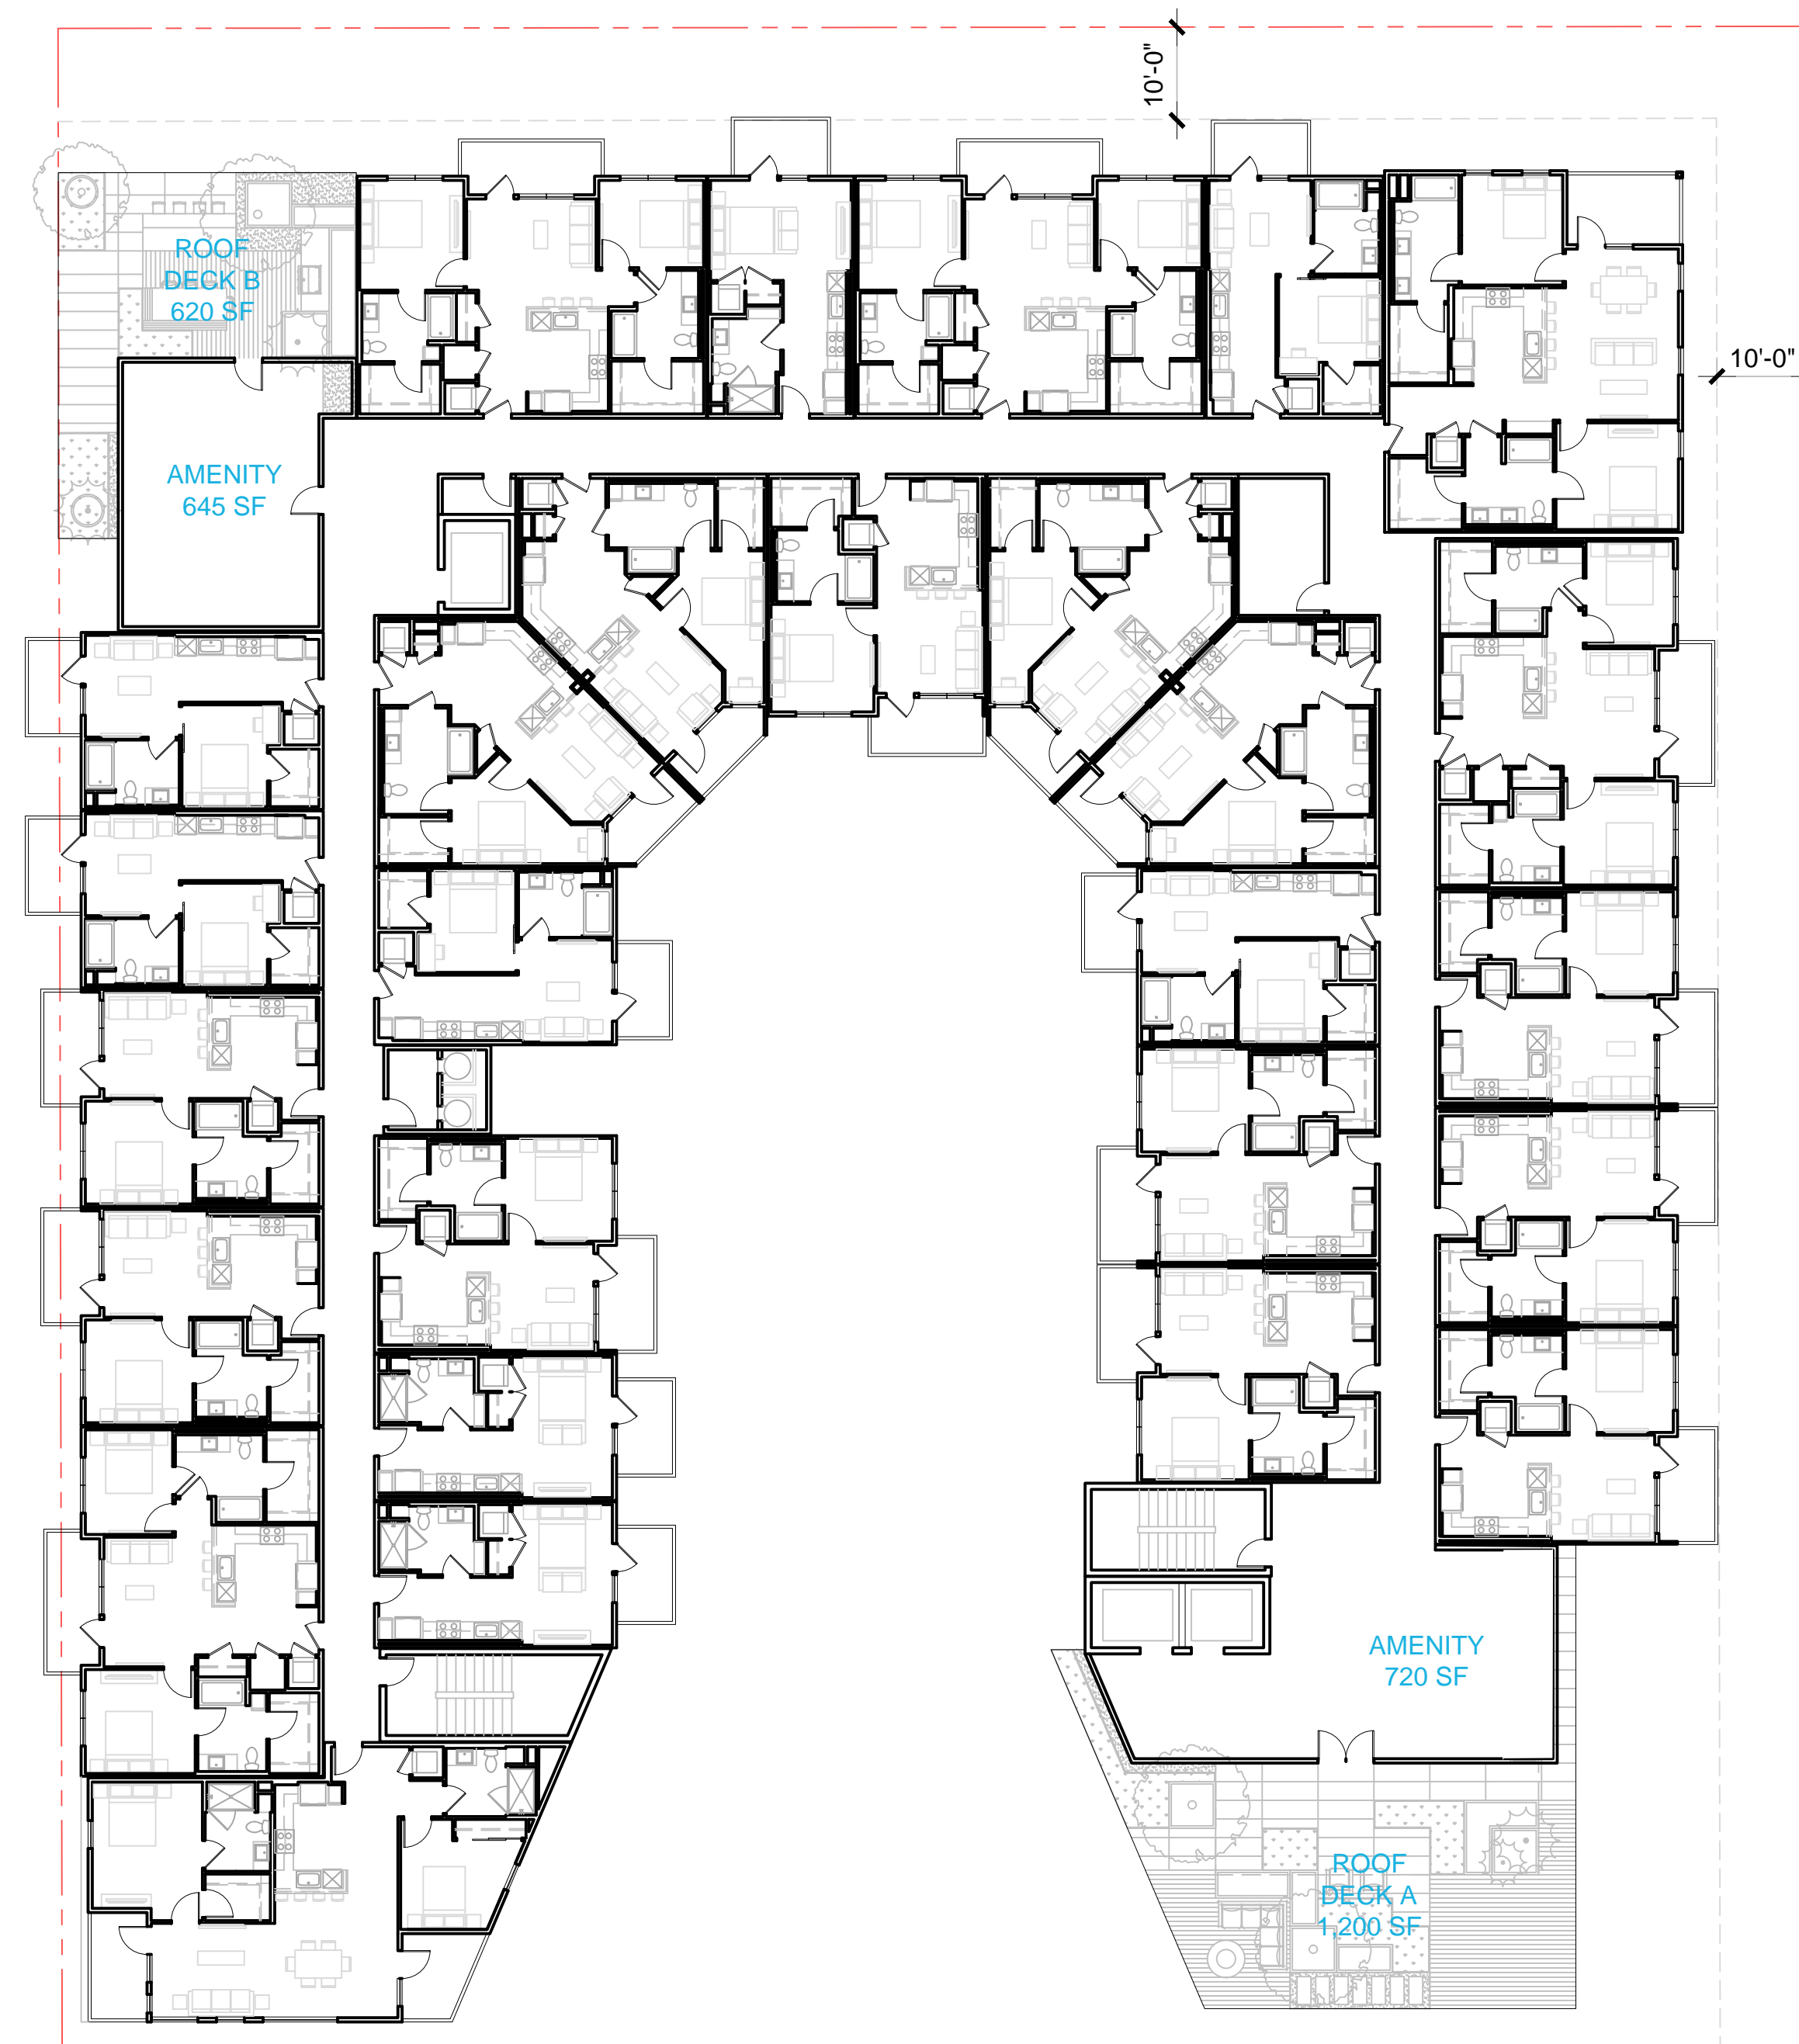 10'-0"
ROOF
DECK B
620 SF
10'-0"
AMENITY
645 SF
AMENITY
720 SF
ROOF
DECK A
1,200 SF